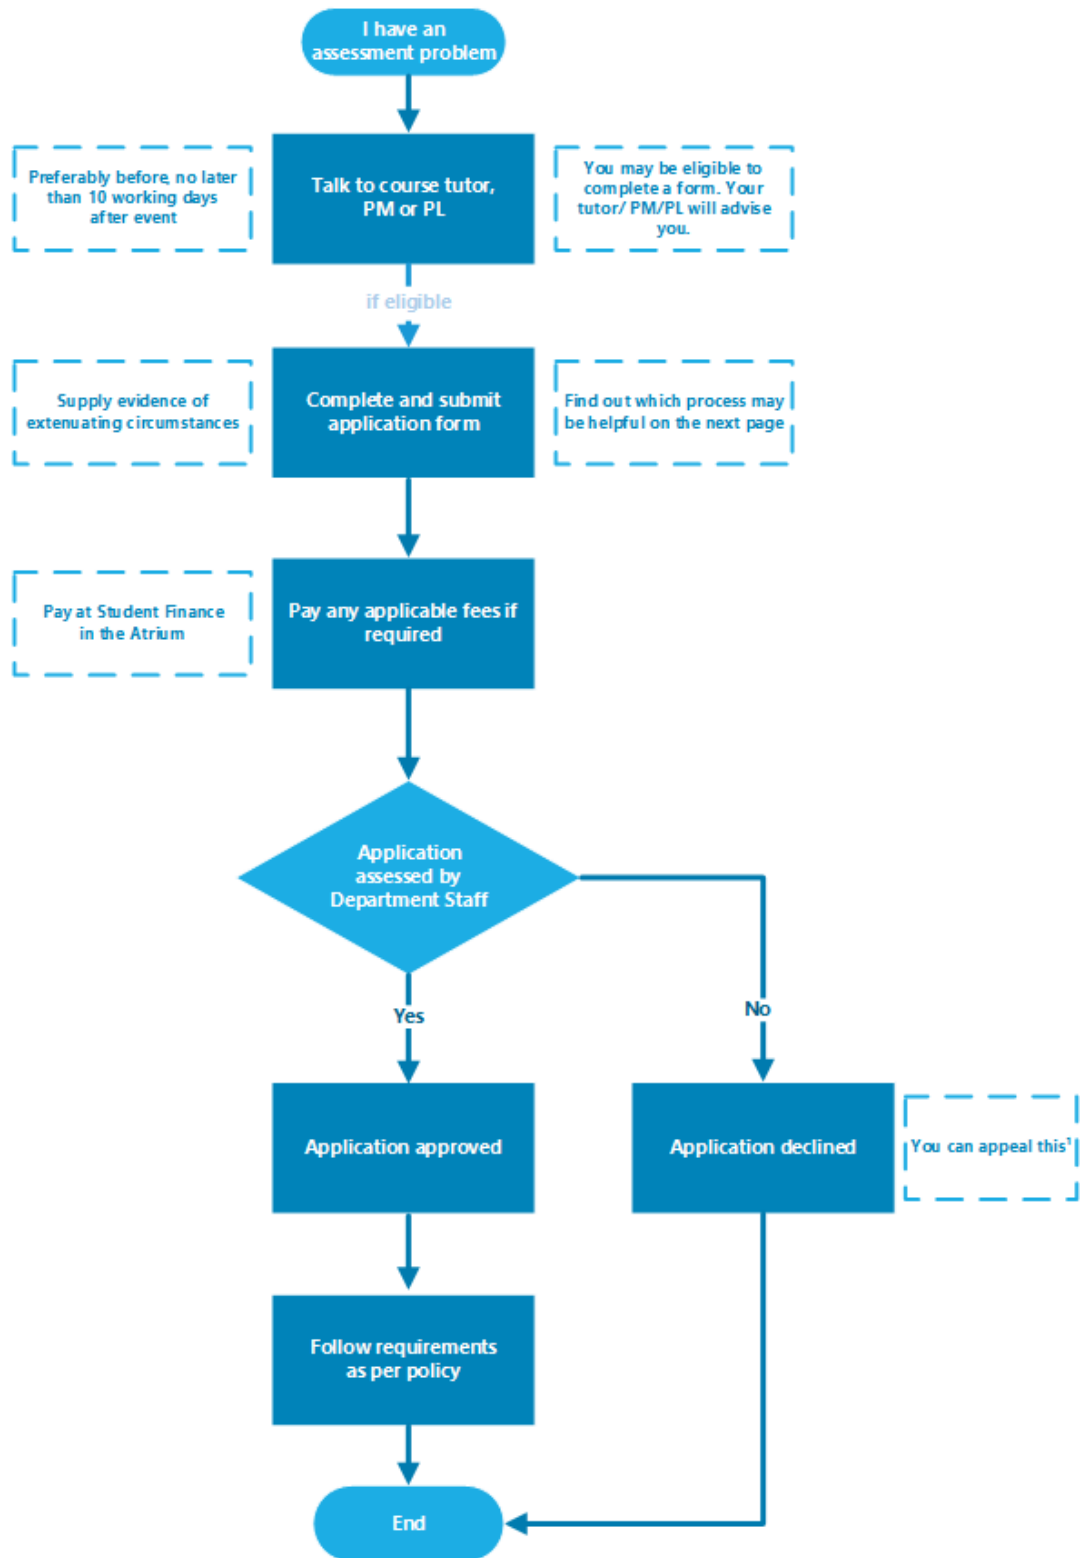 I have an
assessment problem
Preferably before, no later
than 10 working days
after event
Talk to course tutor,
PM or PL
You may be eligible to
complete a form. Your
tutor/ PM/PL will advise
you.
if eligible
Supply evidence of
extenuating circumstances
Complete and submit
application form
Find out which process may
be helpful on the next page
Pay at Student Finance
in the Atrium
Pay any applicable fees if
required
Application
assessed by
Department Staff
Yes
No
Application approved
Application declined
You can appeal this¹
Follow requirements
as per policy
End